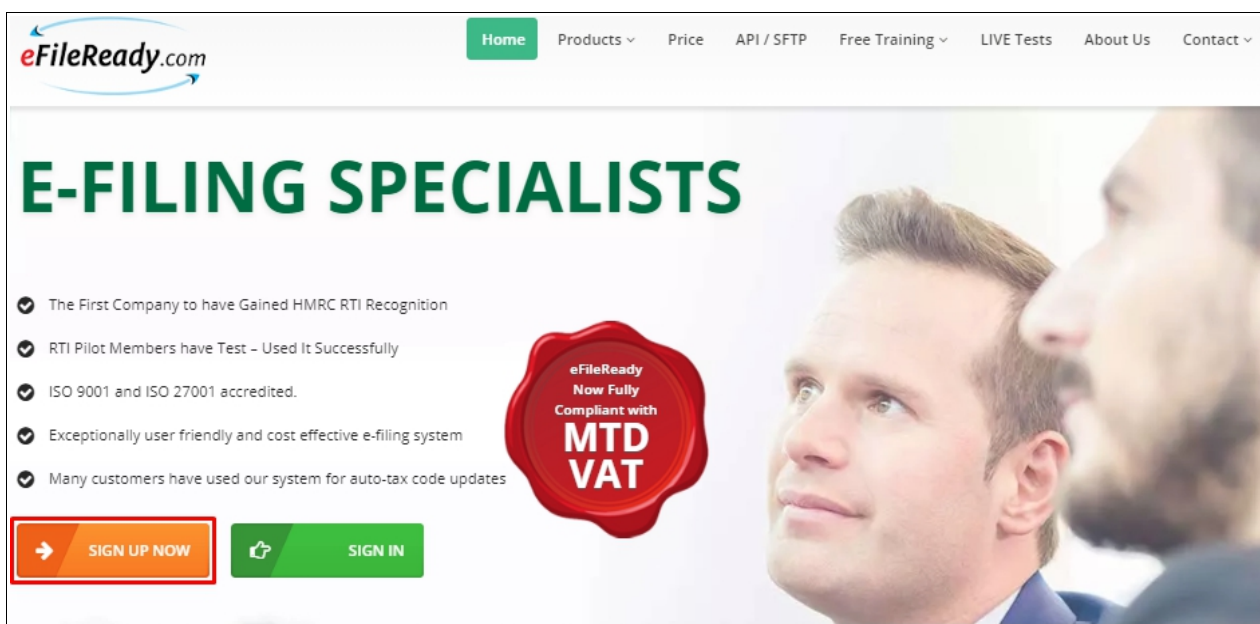 eFileReady.com
Home Products Price API / SFTP Free Training LIVE Tests About Us Contact
E-FILING SPECIALISTS
The First Company to have Gained HMRC RTI Recognition
RTI Pilot Members have Test – Used It Successfully
ISO 9001 and ISO 27001 accredited.
Exceptionally user friendly and cost effective e-filing system
Many customers have used our system for auto-tax code updates
eFileReady
Now Fully
Compliant with
MTD
VAT
SIGN UP NOW
SIGN IN